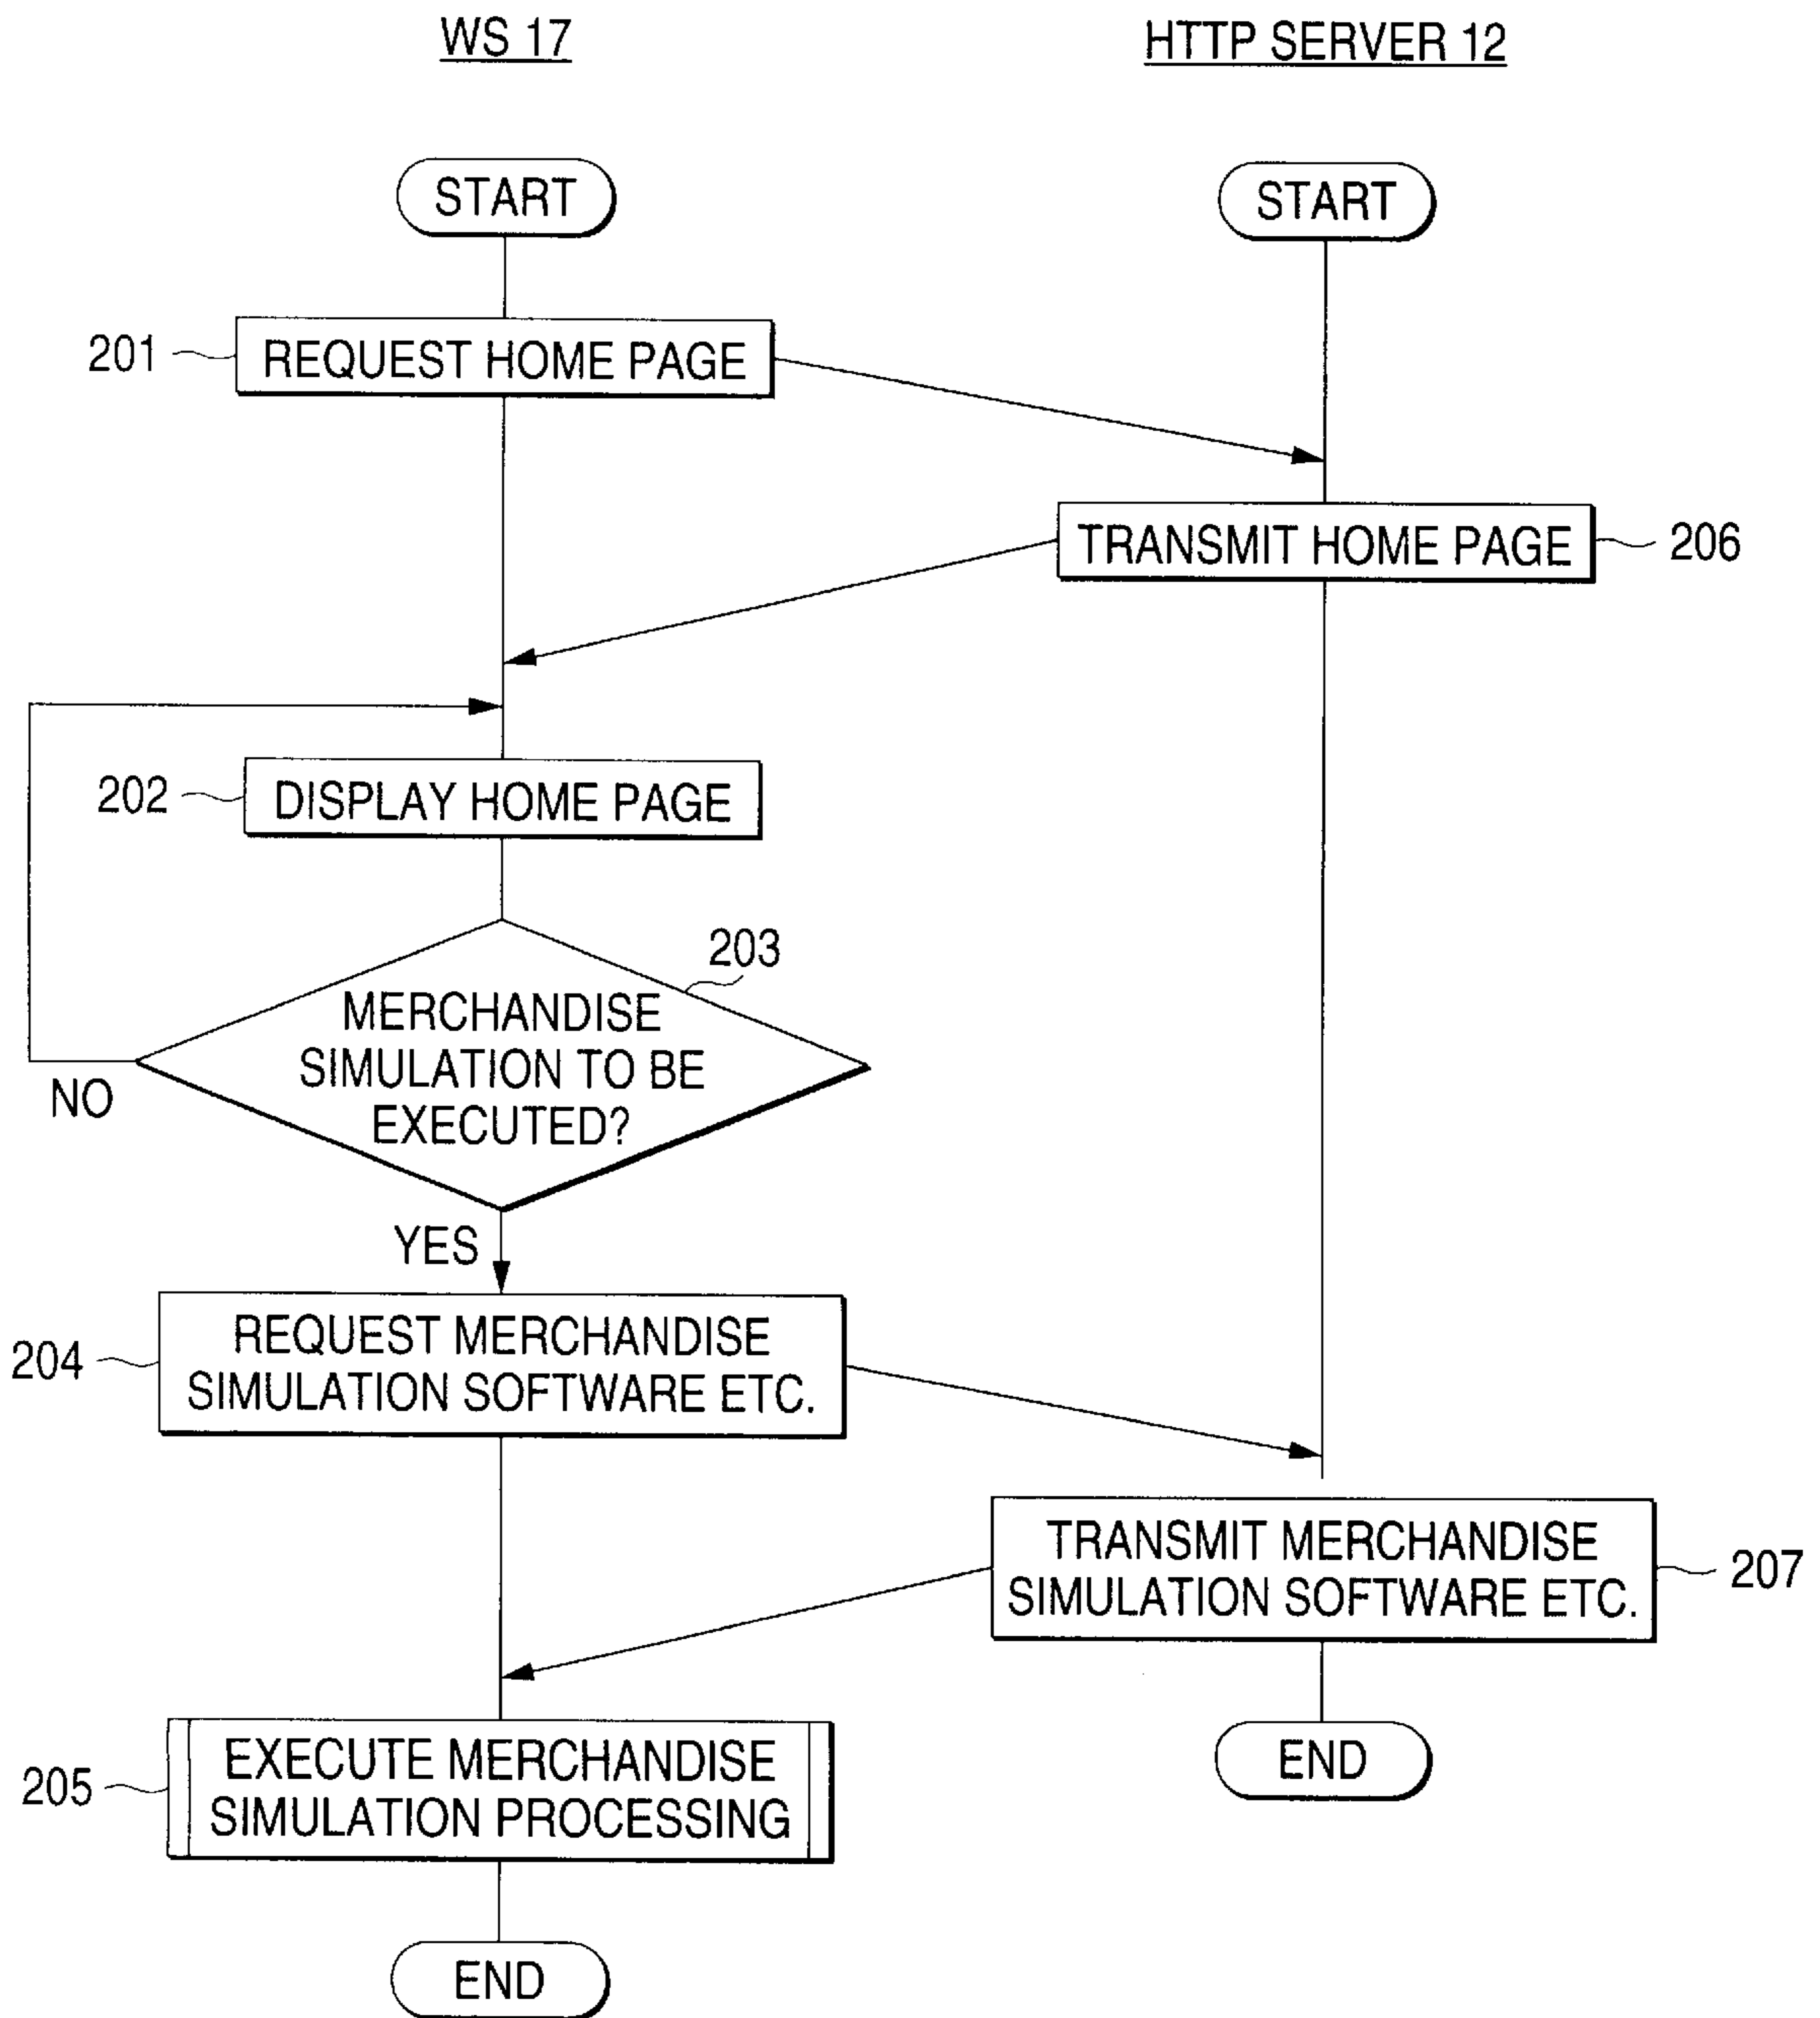 WS 17
HTTP SERVER 12
START
START
201
REQUEST HOME PAGE
TRANSMIT HOME PAGE
206
202
DISPLAY HOME PAGE
203
MERCHANDISE
SIMULATION TO BE
EXECUTED?
NO
YES
204
REQUEST MERCHANDISE
SIMULATION SOFTWARE ETC.
TRANSMIT MERCHANDISE
SIMULATION SOFTWARE ETC.
207
205
EXECUTE MERCHANDISE
SIMULATION PROCESSING
END
END